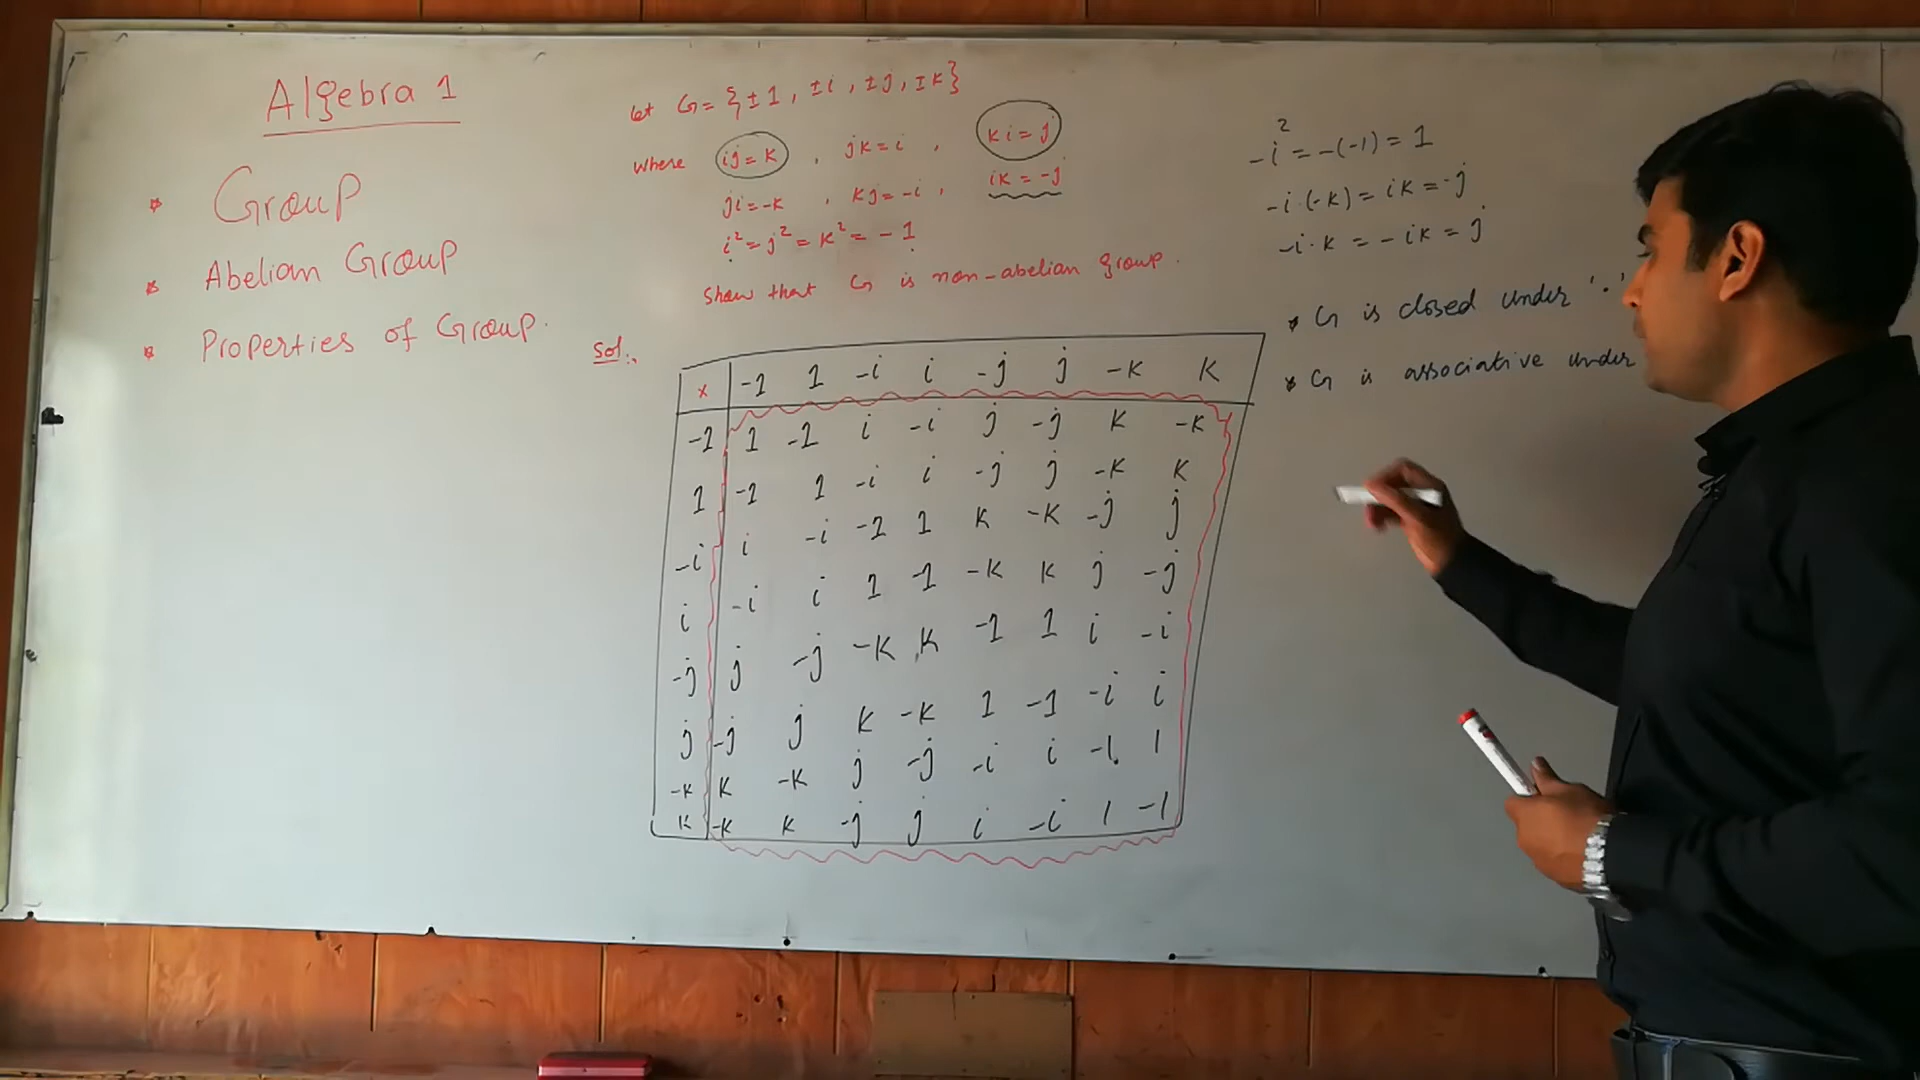 Algebra 1
* Group
* Abelian Group
* Properties of Group.
Let G = {±1, ±i, ±j, ±k}
where ij=k , jk=i , ki=j
ji=-k , kj=-i , ik=-j
i²=j²=k²=-1
Show that G is non-abelian group.
Sol:
x -1 1 -i i -j j -k k
-1 1 -1 i -i j -j k -k
1 -1 1 -i i -j j -k k
-i i -i -1 1 k -k -j j
i -i i 1 -1 -k k j -j
-j j -j -k k -1 1 i -i
j -j j k -k 1 -1 -i i
-k k -k j -j -i i -1 1
k -k k -j j i -i 1 -1
-i² = -(-1) = 1
-i.(-k) = ik = -j
-i.k = -ik = j
* G is closed under '.'
* G is associative under